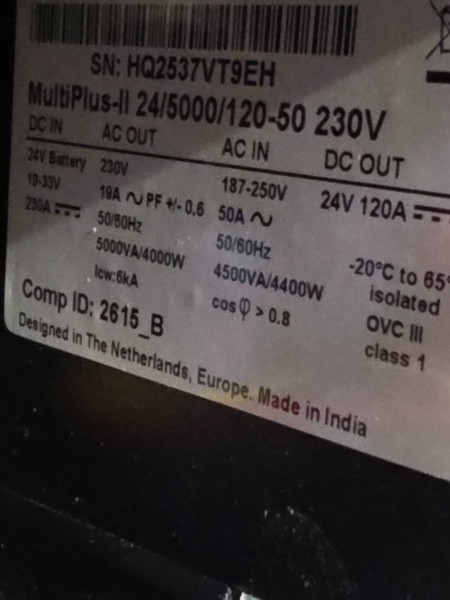 SN: HQ2537VT9EH
MultiPlus-II 24/5000/120-50 230V
DC IN AC OUT AC IN DC OUT
24V Battery 230V 187-250V 24V 120A
19-33V 19A ~ PF +/- 0.6 50A ~
230A 50/60Hz 50/60Hz
5000VA/4000W 4500VA/4400W
Icw:6kA cos φ > 0.8
-20°C to 65°
isolated
OVC III
class 1
Comp ID: 2615_B
Designed in The Netherlands, Europe. Made in India